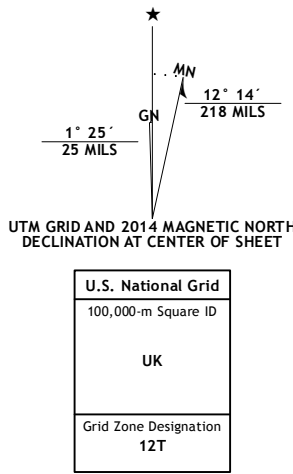 ★
MN
GN
12° 14´
218 MILS
1° 25´
25 MILS
UTM GRID AND 2014 MAGNETIC NORTH
DECLINATION AT CENTER OF SHEET
U.S. National Grid
100,000-m Square ID
UK
Grid Zone Designation
12T